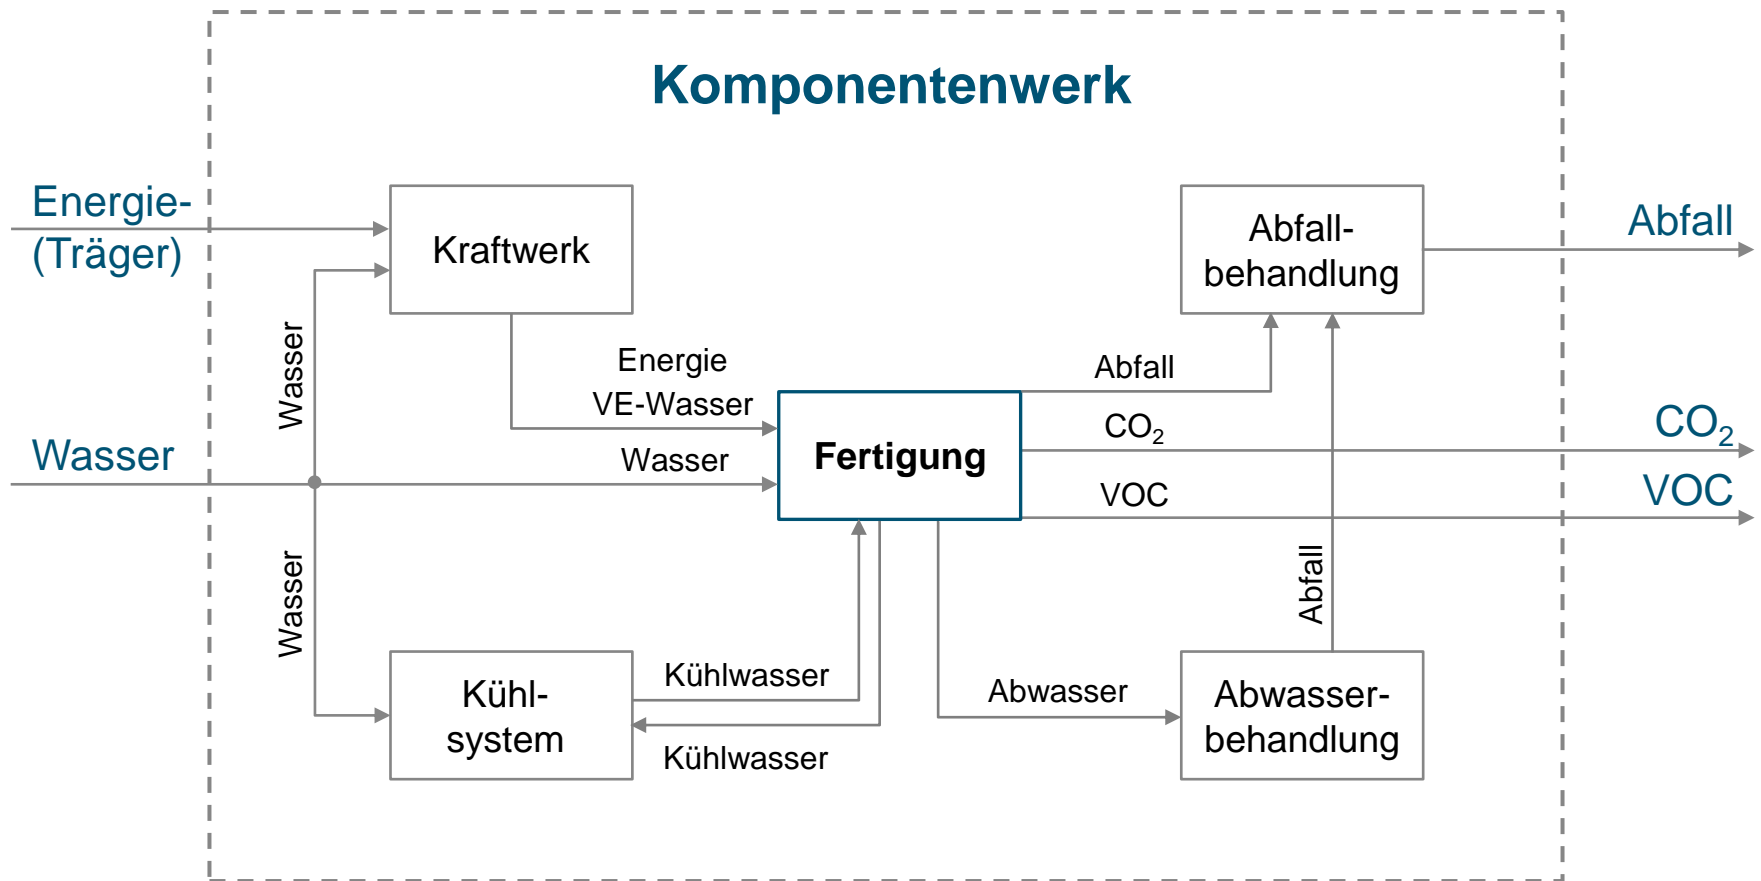 Komponentenwerk
Energie-
(Träger)
Kraftwerk
Abfall-
behandlung
Abfall
Wasser
Energie
VE-Wasser
Abfall
Wasser
Wasser
Fertigung
CO₂
CO₂
VOC
VOC
Wasser
Abfall
Kühl-
system
Kühlwasser
Kühlwasser
Abwasser
Abwasser-
behandlung